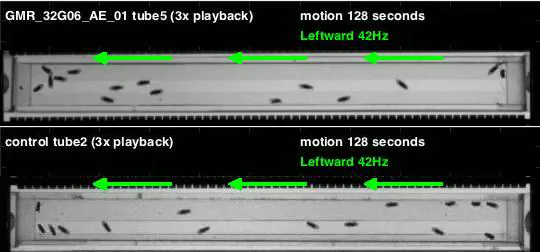 GMR_32G06_AE_01 tube5 (3x playback) motion 128 seconds
Leftward 42Hz
control tube2 (3x playback) motion 128 seconds
Leftward 42Hz